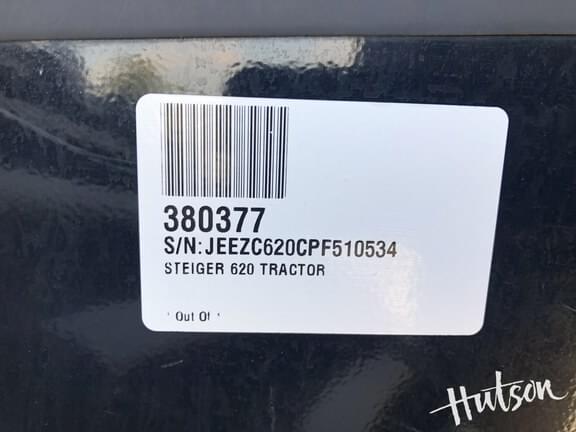 380377
S/N:JEEZC620CPF510534
STEIGER 620 TRACTOR
' Out Of '
Hutson